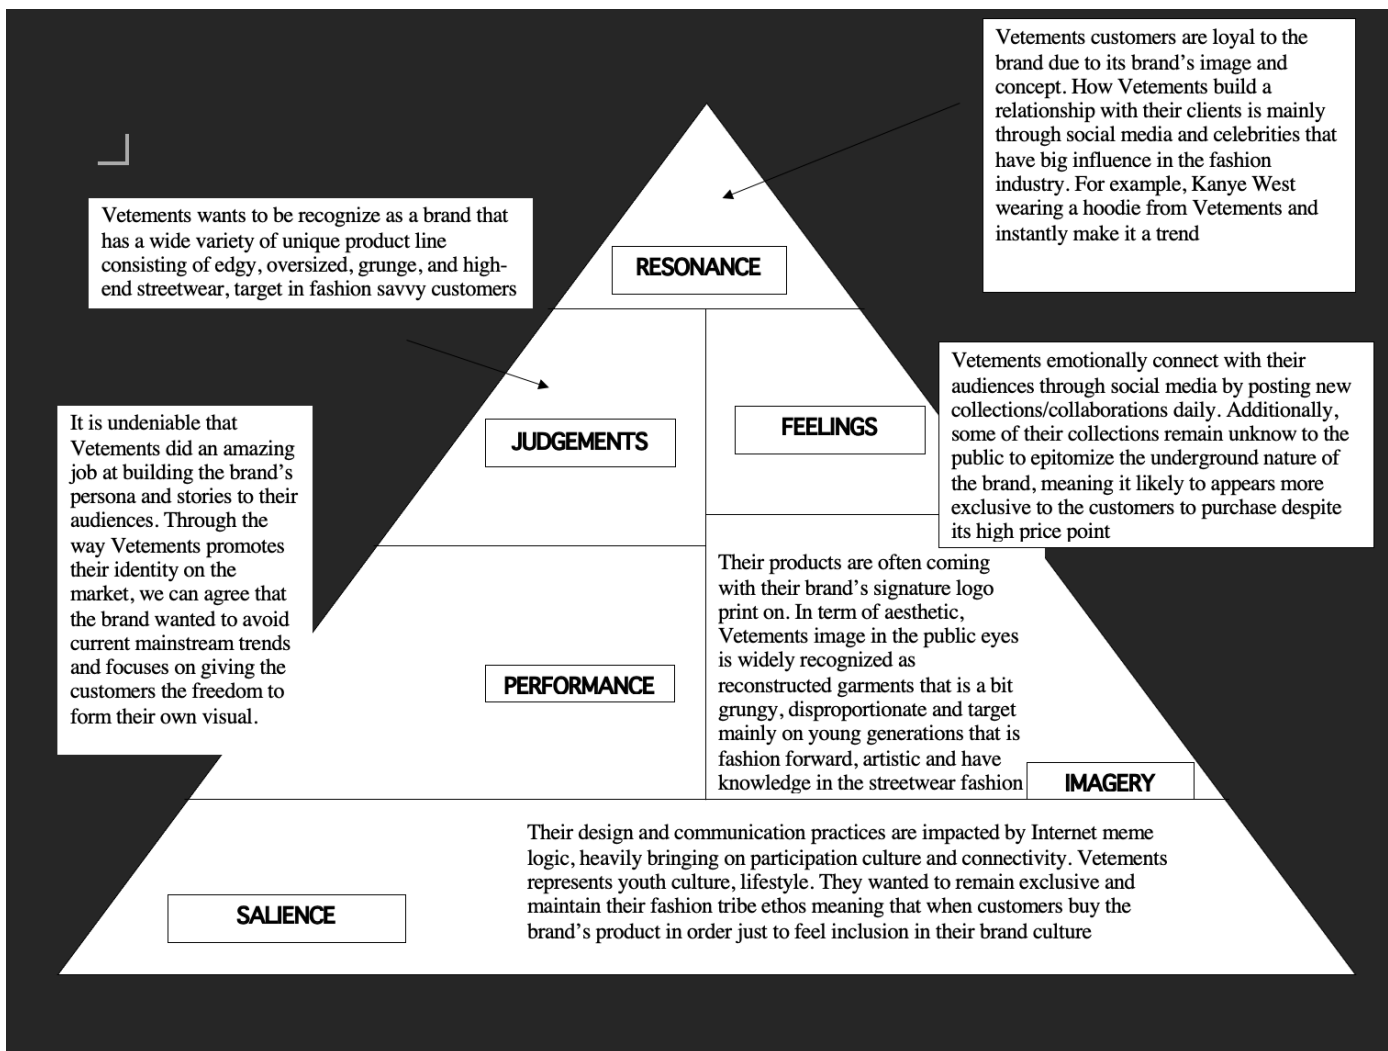 Vetements customers are loyal to the
brand due to its brand's image and
concept. How Vetements build a
relationship with their clients is mainly
through social media and celebrities that
have big influence in the fashion
industry. For example, Kanye West
wearing a hoodie from Vetements and
instantly make it a trend
Vetements wants to be recognize as a brand that
has a wide variety of unique product line
consisting of edgy, oversized, grunge, and high-
end streetwear, target in fashion savvy customers
RESONANCE
Vetements emotionally connect with their
audiences through social media by posting new
collections/collaborations daily. Additionally,
some of their collections remain unknow to the
public to epitomize the underground nature of
the brand, meaning it likely to appears more
exclusive to the customers to purchase despite
its high price point
JUDGEMENTS
FEELINGS
It is undeniable that
Vetements did an amazing
job at building the brand's
persona and stories to their
audiences. Through the
way Vetements promotes
their identity on the
market, we can agree that
the brand wanted to avoid
current mainstream trends
and focuses on giving the
customers the freedom to
form their own visual.
PERFORMANCE
Their products are often coming
with their brand's signature logo
print on. In term of aesthetic,
Vetements image in the public eyes
is widely recognized as
reconstructed garments that is a bit
grungy, disproportionate and target
mainly on young generations that is
fashion forward, artistic and have
knowledge in the streetwear fashion
IMAGERY
Their design and communication practices are impacted by Internet meme
logic, heavily bringing on participation culture and connectivity. Vetements
represents youth culture, lifestyle. They wanted to remain exclusive and
maintain their fashion tribe ethos meaning that when customers buy the
brand's product in order just to feel inclusion in their brand culture
SALIENCE